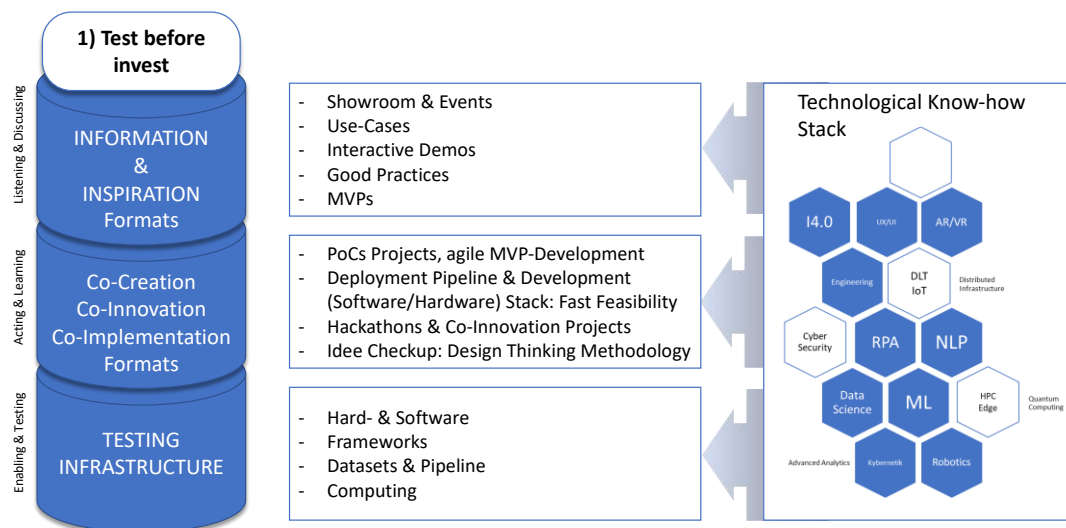 1) Test before
invest
Listening & Discussing
INFORMATION
&
INSPIRATION
Formats
- Showroom & Events
- Use-Cases
- Interactive Demos
- Good Practices
- MVPs
Acting & Learning
Co-Creation
Co-Innovation
Co-Implementation
Formats
- PoCs Projects, agile MVP-Development
- Deployment Pipeline & Development
(Software/Hardware) Stack: Fast Feasibility
- Hackathons & Co-Innovation Projects
- Idee Checkup: Design Thinking Methodology
Enabling & Testing
TESTING
INFRASTRUCTURE
- Hard- & Software
- Frameworks
- Datasets & Pipeline
- Computing
Technological Know-how
Stack
I4.0
UX/UI
AR/VR
Engineering
DLT
IoT
Distributed
Infrastructure
Cyber
Security
RPA
NLP
Data
Science
ML
HPC
Edge
Quantum
Computing
Advanced Analytics
Kybernetik
Robotics